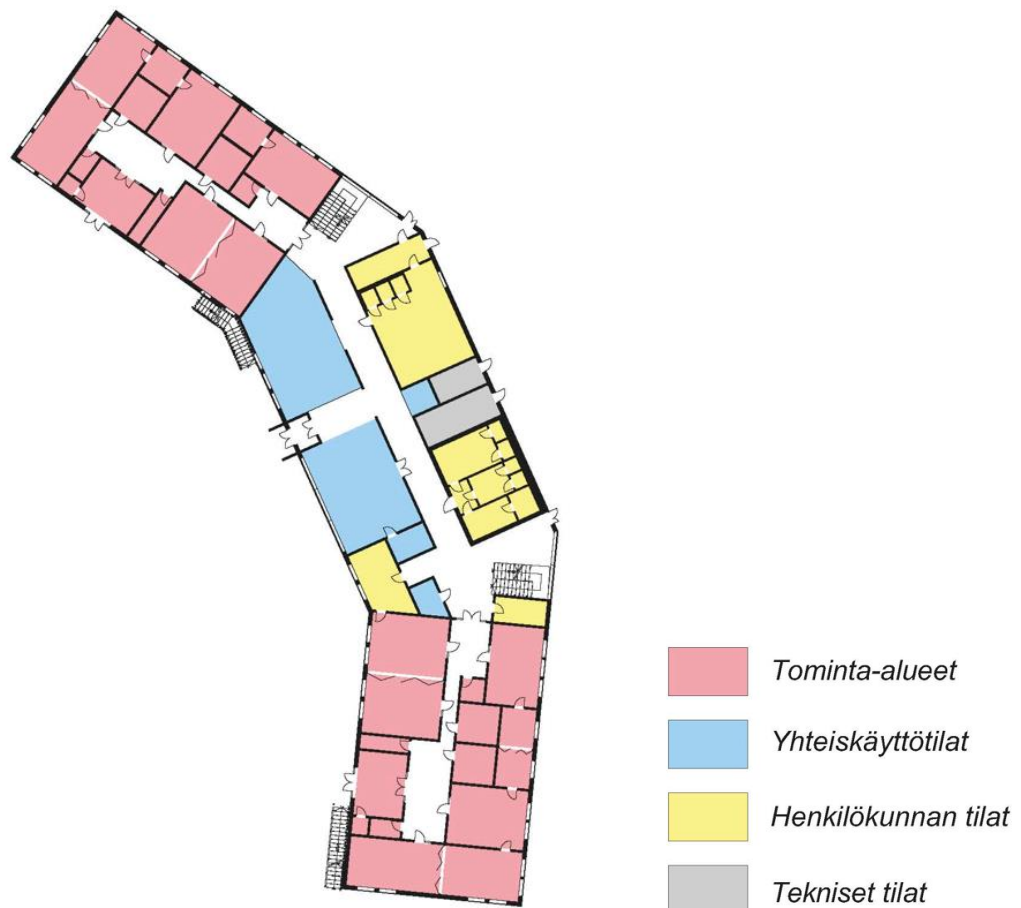 Tominta-alueet
Yhteiskäyttötilat
Henkilökunnan tilat
Tekniset tilat